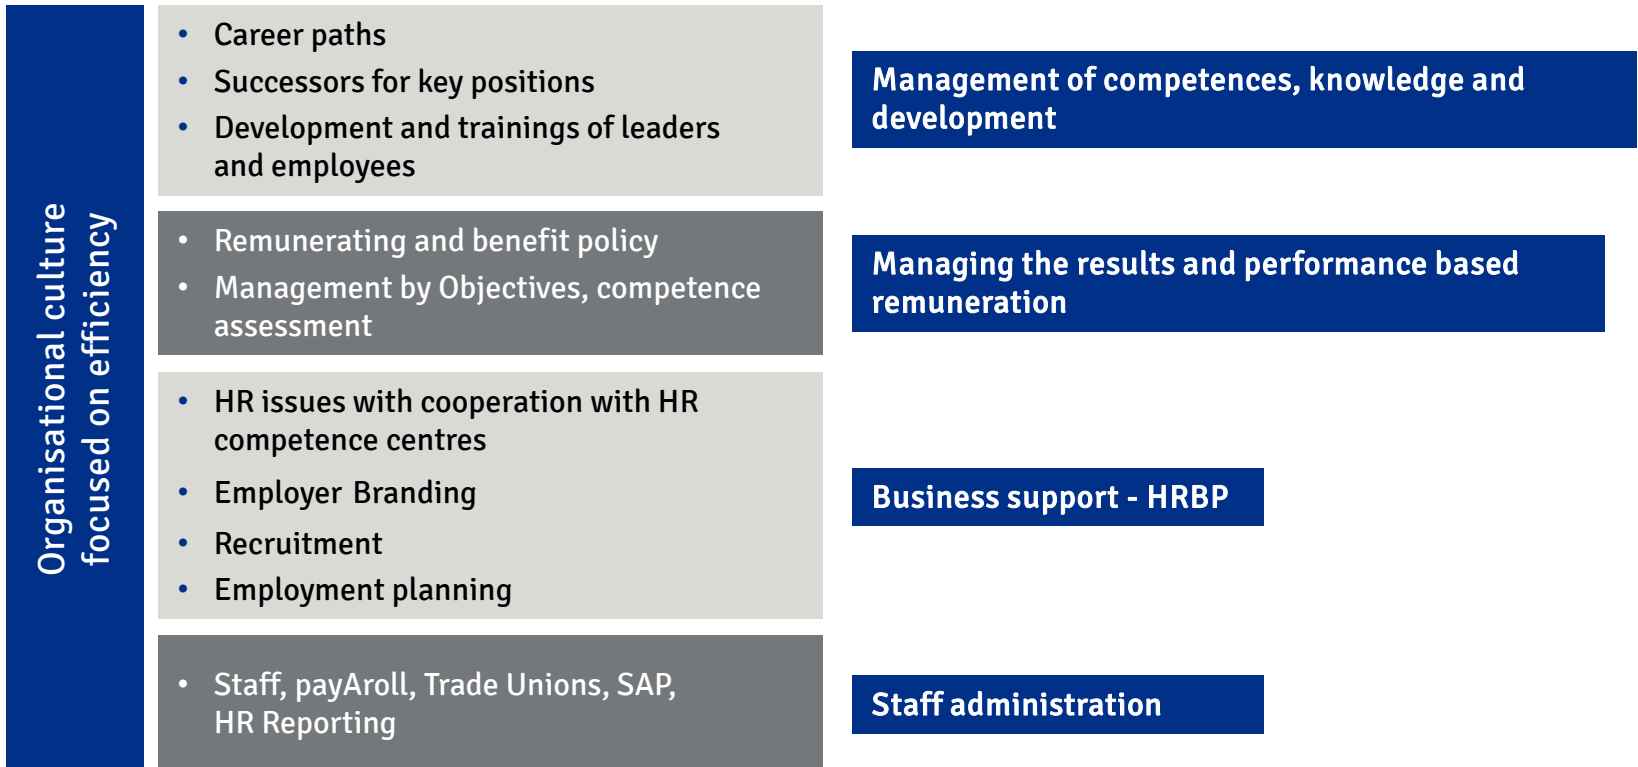 Organisational culture
focused on efficiency
• Career paths
• Successors for key positions
• Development and trainings of leaders
and employees
Management of competences, knowledge and
development
• Remunerating and benefit policy
• Management by Objectives, competence
assessment
Managing the results and performance based
remuneration
• HR issues with cooperation with HR
competence centres
• Employer Branding
• Recruitment
• Employment planning
Business support - HRBP
• Staff, payAroll, Trade Unions, SAP,
HR Reporting
Staff administration